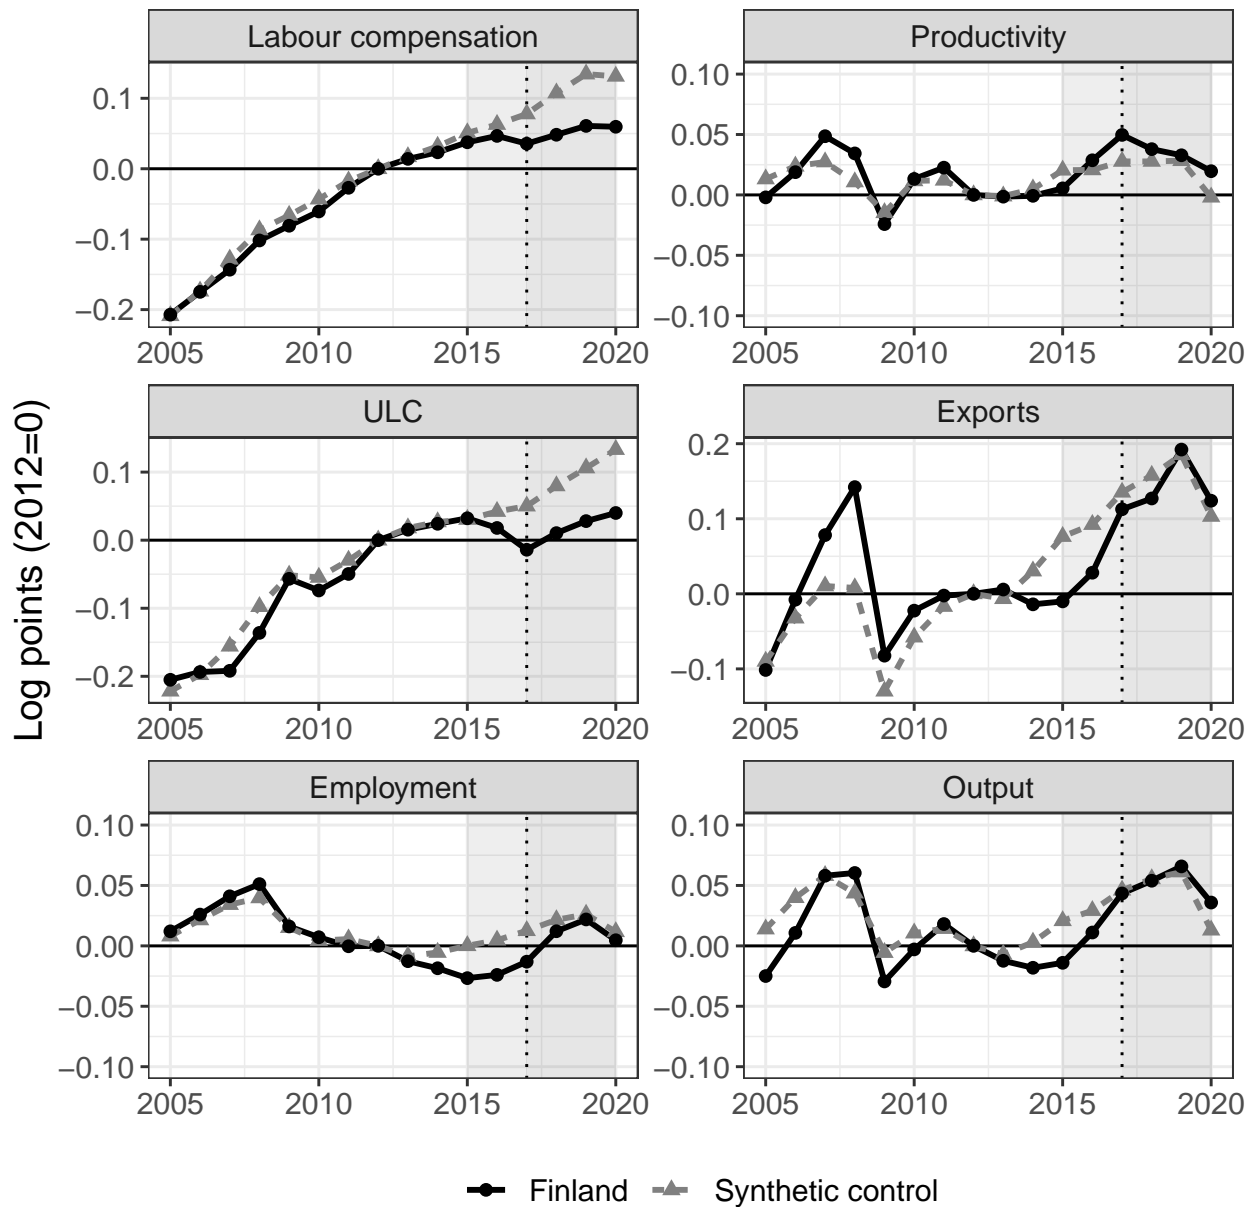 Labour compensation
Productivity
0.1
0.0
−0.1
−0.2
0.10
0.05
0.00
−0.05
−0.10
2005 2010 2015 2020
2005 2010 2015 2020
Log points (2012=0)
ULC
Exports
0.1
0.0
−0.1
−0.2
0.2
0.1
0.0
−0.1
2005 2010 2015 2020
2005 2010 2015 2020
Employment
Output
0.10
0.05
0.00
−0.05
−0.10
0.10
0.05
0.00
−0.05
−0.10
2005 2010 2015 2020
2005 2010 2015 2020
Finland Synthetic control